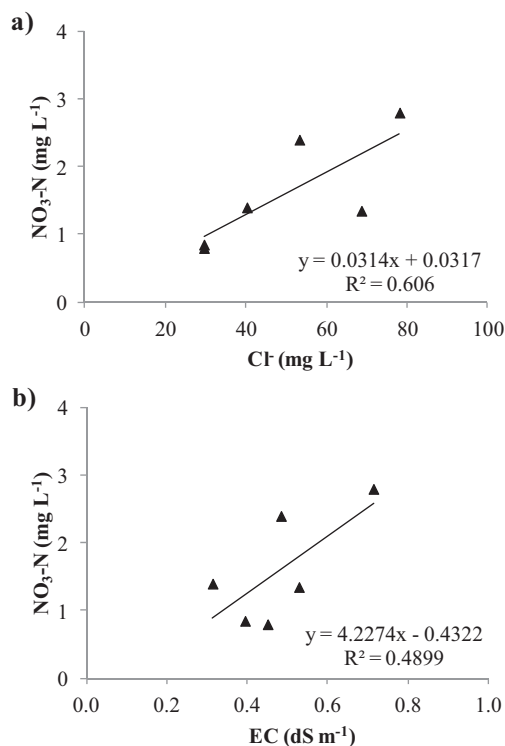 a)
4
3
2
1
0
NO₃-N (mg L⁻¹)
y = 0.0314x + 0.0317
R² = 0.606
0 20 40 60 80 100
Cl⁻ (mg L⁻¹)
b)
4
3
2
1
0
NO₃-N (mg L⁻¹)
y = 4.2274x - 0.4322
R² = 0.4899
0.0 0.2 0.4 0.6 0.8 1.0
EC (dS m⁻¹)